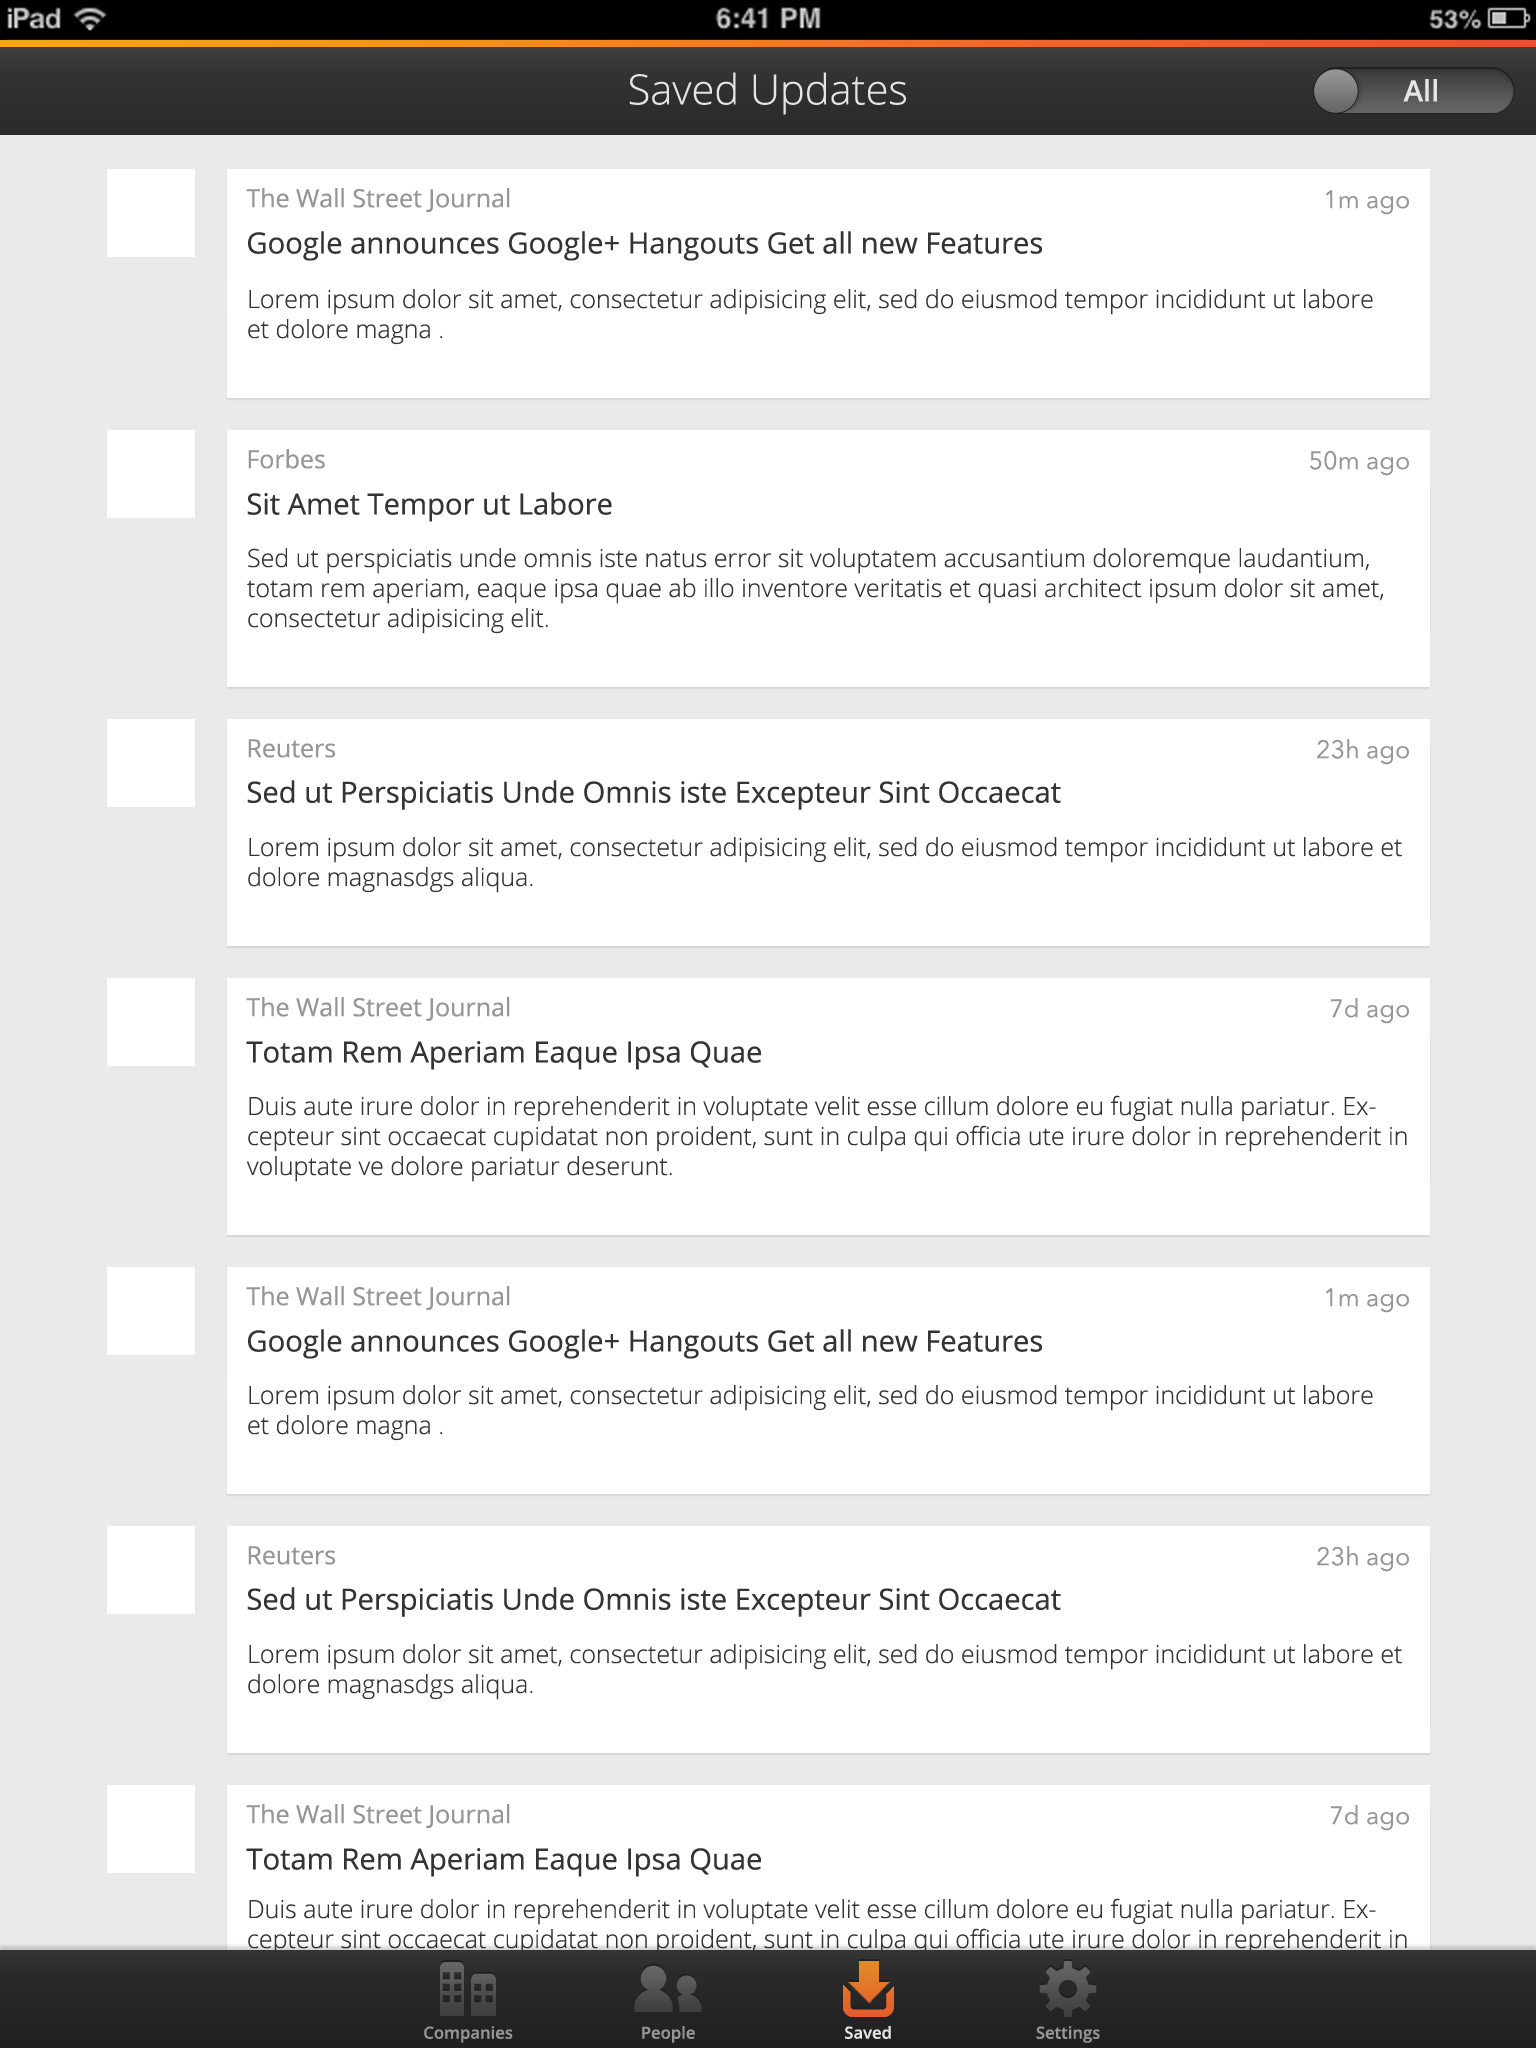 iPad
6:41 PM
53%
Saved Updates
All
The Wall Street Journal
1m ago
Google announces Google+ Hangouts Get all new Features
Lorem ipsum dolor sit amet, consectetur adipisicing elit, sed do eiusmod tempor incididunt ut labore
et dolore magna .
Forbes
50m ago
Sit Amet Tempor ut Labore
Sed ut perspiciatis unde omnis iste natus error sit voluptatem accusantium doloremque laudantium,
totam rem aperiam, eaque ipsa quae ab illo inventore veritatis et quasi architect ipsum dolor sit amet,
consectetur adipisicing elit.
Reuters
23h ago
Sed ut Perspiciatis Unde Omnis iste Excepteur Sint Occaecat
Lorem ipsum dolor sit amet, consectetur adipisicing elit, sed do eiusmod tempor incididunt ut labore et
dolore magnasdgs aliqua.
The Wall Street Journal
7d ago
Totam Rem Aperiam Eaque Ipsa Quae
Duis aute irure dolor in reprehenderit in voluptate velit esse cillum dolore eu fugiat nulla pariatur. Ex-
cepteur sint occaecat cupidatat non proident, sunt in culpa qui officia ute irure dolor in reprehenderit in
voluptate ve dolore pariatur deserunt.
The Wall Street Journal
1m ago
Google announces Google+ Hangouts Get all new Features
Lorem ipsum dolor sit amet, consectetur adipisicing elit, sed do eiusmod tempor incididunt ut labore
et dolore magna .
Reuters
23h ago
Sed ut Perspiciatis Unde Omnis iste Excepteur Sint Occaecat
Lorem ipsum dolor sit amet, consectetur adipisicing elit, sed do eiusmod tempor incididunt ut labore et
dolore magnasdgs aliqua.
The Wall Street Journal
7d ago
Totam Rem Aperiam Eaque Ipsa Quae
Duis aute irure dolor in reprehenderit in voluptate velit esse cillum dolore eu fugiat nulla pariatur. Ex-
cepteur sint occaecat cupidatat non proident, sunt in culpa qui officia ute irure dolor in reprehenderit in
Companies
People
Saved
Settings